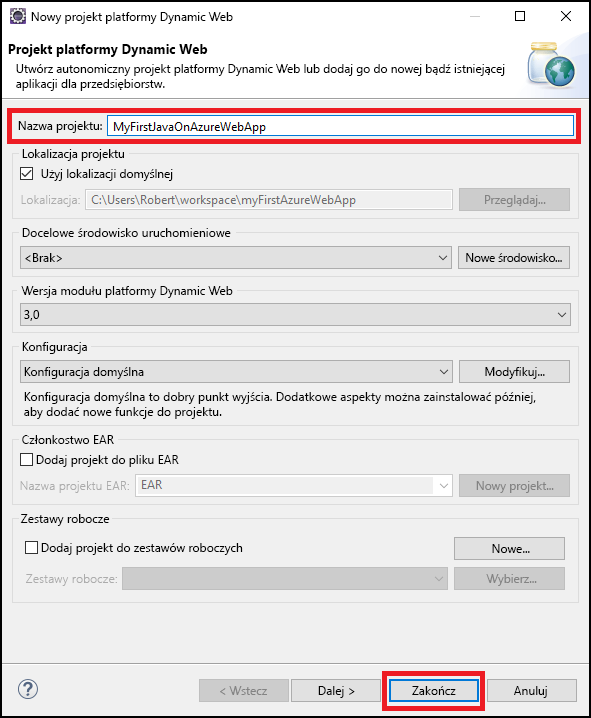 Nowy projekt platformy Dynamic Web
Projekt platformy Dynamic Web
Utwórz autonomiczny projekt platformy Dynamic Web lub dodaj go do nowej bądź istniejącej
aplikacji dla przedsiębiorstw.
Nazwa projektu: MyFirstJavaOnAzureWebApp
Lokalizacja projektu
Użyj lokalizacji domyślnej
Lokalizacja: C:\Users\Robert\workspace\myFirstAzureWebApp Przeglądaj...
Docelowe środowisko uruchomieniowe
<Brak> Nowe środowisko...
Wersja modułu platformy Dynamic Web
3,0
Konfiguracja
Konfiguracja domyślna Modyfikuj...
Konfiguracja domyślna to dobry punkt wyjścia. Dodatkowe aspekty można zainstalować później,
aby dodać nowe funkcje do projektu.
Członkostwo EAR
Dodaj projekt do pliku EAR
Nazwa projektu EAR: EAR Nowy projekt...
Zestawy robocze
Dodaj projekt do zestawów roboczych Nowe...
Zestawy robocze: Wybierz...
? < Wstecz Dalej > Zakończ Anuluj